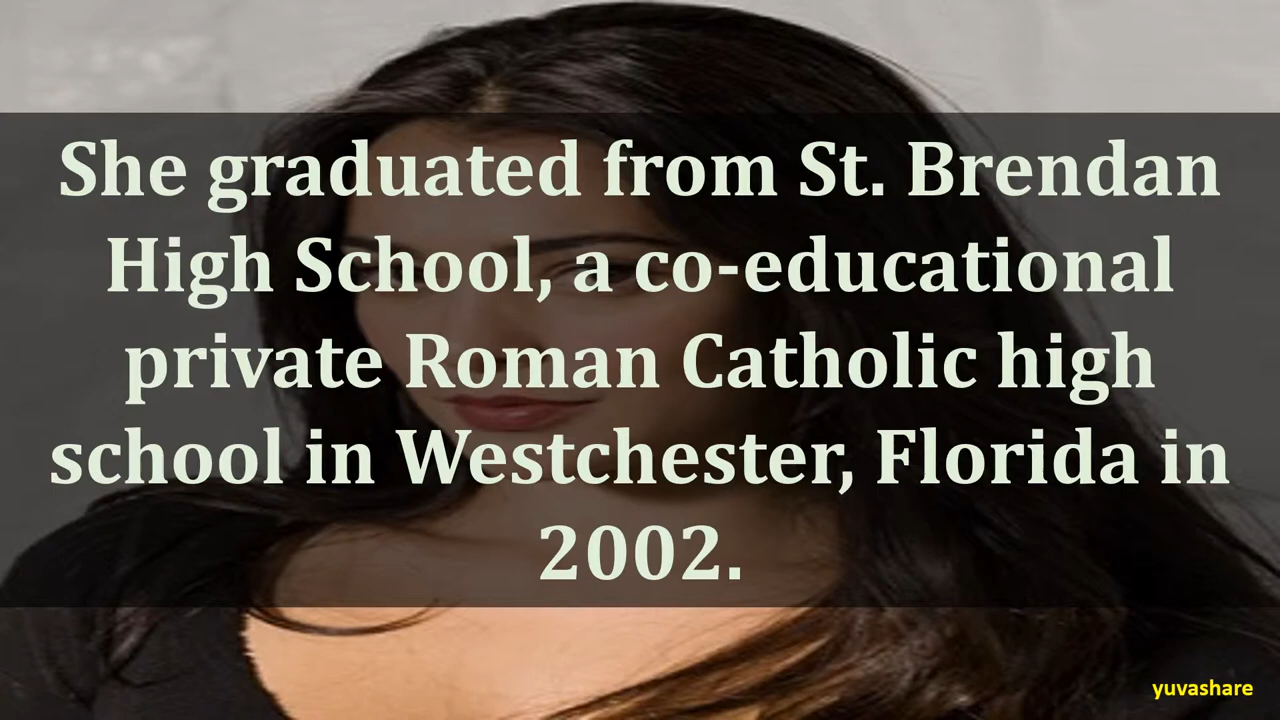 She graduated from St. Brendan
High School, a co-educational
private Roman Catholic high
school in Westchester, Florida in
2002.
yuvashare